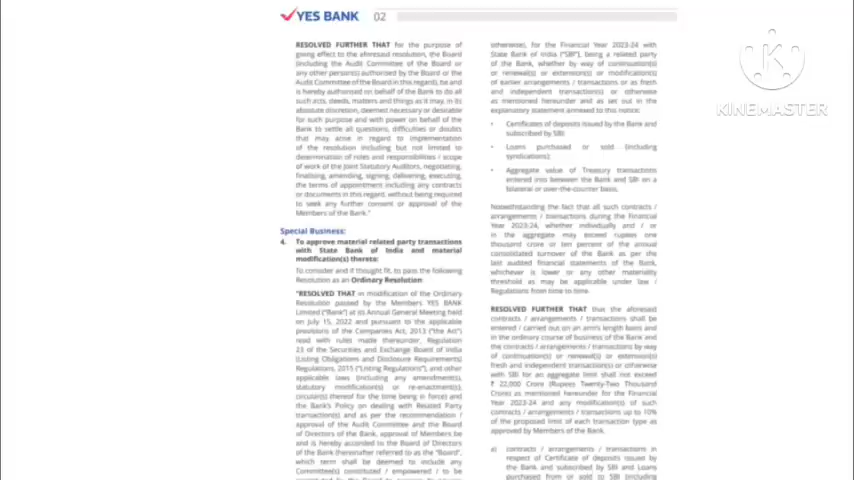 YES BANK 02
RESOLVED FURTHER THAT for the purpose of
giving effect to the aforesaid resolution, the Board
(including the Audit Committee of the Board or
any other person(s) authorised by the Board or the
Audit Committee of the Board in this regard), be and
is hereby authorised on behalf of the Bank to do all
such acts, deeds, matters and things as it may, in its
absolute discretion, deem necessary or desirable
for such purpose and with power on behalf of the
Bank to settle all questions, difficulties or doubts
that may arise in regard to implementation
of the resolution including but not limited to
determination of roles and responsibilities / scope
of work of the Joint Statutory Auditors, negotiating,
finalising, amending, signing, delivering, executing,
the terms of appointment including any contracts
or documents in this regard, without being required
to seek any further consent or approval of the
Members of the Bank."
Special Business:
4. To approve material related party transactions
with State Bank of India and material
modification(s) thereto:
To consider and if thought fit, to pass the following
Resolution as an Ordinary Resolution:
"RESOLVED THAT in modification of the Ordinary
Resolution passed by the Members YES BANK
Limited ("Bank") at its Annual General Meeting held
on July 15, 2022 and pursuant to the applicable
provisions of the Companies Act, 2013 ("the Act")
read with rules made thereunder, Regulation
23 of the Securities and Exchange Board of India
(Listing Obligations and Disclosure Requirements)
Regulations, 2015 ("Listing Regulations"), and other
applicable laws (including any amendment(s),
statutory modification(s) or re-enactment(s),
circular(s) thereof for the time being in force) and
the Bank's Policy on dealing with Related Party
transaction(s) and as per the recommendation /
approval of the Audit Committee and the Board
of Directors of the Bank, approval of Members be
and is hereby accorded to the Board of Directors
of the Bank (hereinafter referred to as the "Board",
which term shall be deemed to include any
Committee(s) constituted / empowered / to be
otherwise), for the Financial Year 2023-24 with
State Bank of India ("SBI"), being a related party
of the Bank, whether by way of continuation(s)
or renewal(s) or extension(s) or modification(s)
of earlier arrangements / transactions or as fresh
and independent transaction(s) or otherwise
as mentioned hereunder and as set out in the
explanatory statement annexed to this notice:
• Certificates of deposits issued by the Bank and
subscribed by SBI;
• Loans purchased or sold (including
syndications);
• Aggregate value of Treasury transactions
entered into between the Bank and SBI on a
bilateral or over-the-counter basis,
Notwithstanding the fact that all such contracts /
arrangements / transactions during the Financial
Year 2023-24, whether individually and / or
in the aggregate may exceed rupees one
thousand crore or ten percent of the annual
consolidated turnover of the Bank as per the
last audited financial statements of the Bank,
whichever is lower or any other materiality
threshold as may be applicable under law /
Regulations from time to time.
RESOLVED FURTHER THAT that the aforesaid
contracts / arrangements / transactions shall be
entered / carried out on an arm's length basis and
in the ordinary course of business of the Bank and
the contracts / arrangements / transactions by way
of continuation(s) or renewal(s) or extension(s)
fresh and independent transaction(s) or otherwise
with SBI for an aggregate limit shall not exceed
₹ 22,000 Crore (Rupees Twenty-Two Thousand
Crore) as mentioned hereunder for the Financial
Year 2023-24 and any modification(s) of such
contracts / arrangements / transactions up to 10%
of the proposed limit of each transaction type as
approved by Members of the Bank.
a) contracts / arrangements / transactions in
respect of Certificate of deposits issued by
the Bank and subscribed by SBI and Loans
purchased from or sold to SBI (including
KINEMASTER